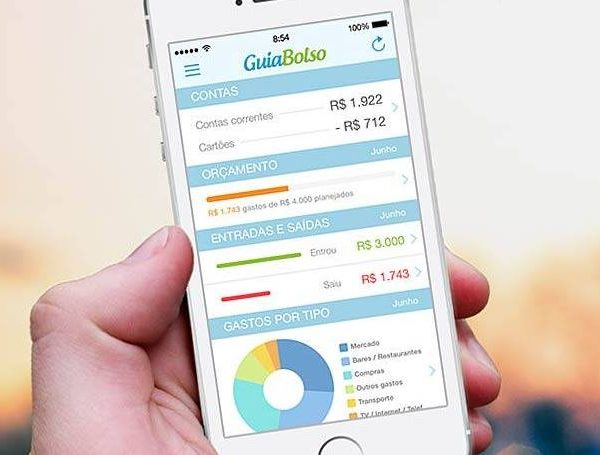 8:54
100%
GuiaBolso
CONTAS
Contas correntes R$ 1.922
Cartões - R$ 712
ORÇAMENTO Junho
R$ 1.743 gastos de R$ 4.000 planejados
ENTRADAS E SAÍDAS Junho
Entrou R$ 3.000
Saiu R$ 1.743
GASTOS POR TIPO Junho
Mercado
Bares / Restaurantes
Compras
Outros gastos
Transporte
TV / Internet / Telef